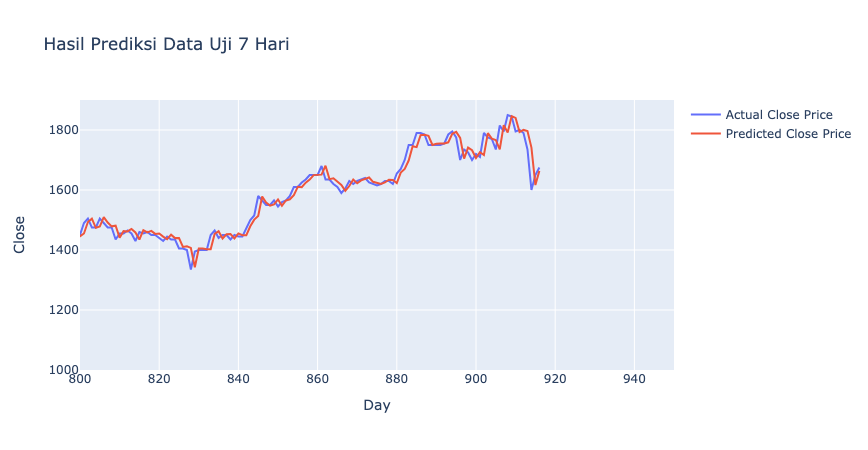 Hasil Prediksi Data Uji 7 Hari
Actual Close Price
Predicted Close Price
1800
1600
1400
1200
1000
Close
800 820 840 860 880 900 920 940
Day